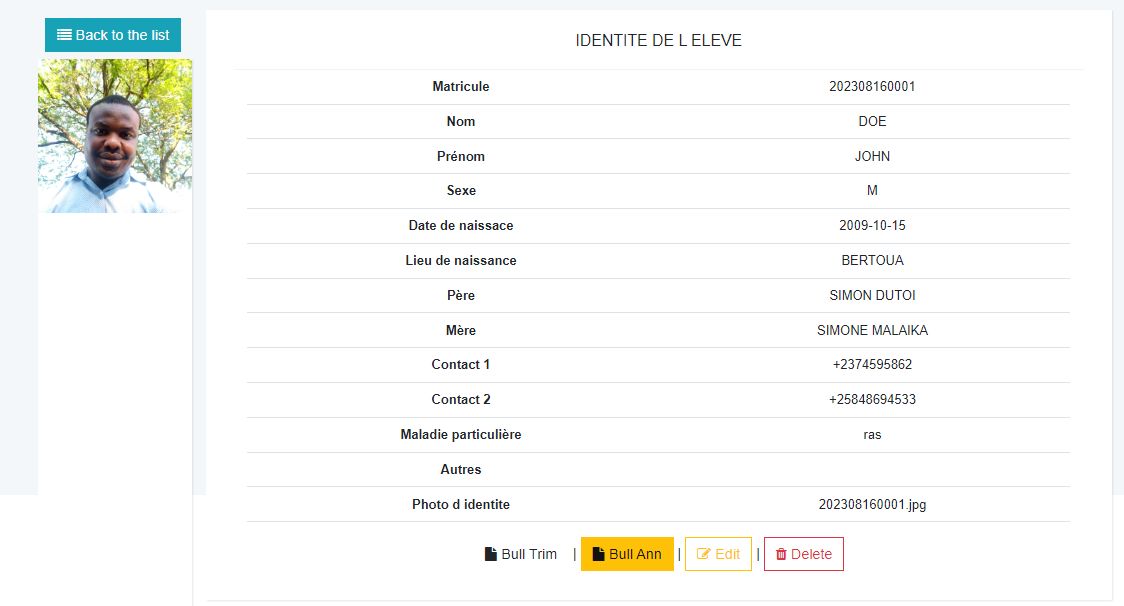 Back to the list
IDENTITE DE L ELEVE
Matricule 202308160001
Nom DOE
Prénom JOHN
Sexe M
Date de naissace 2009-10-15
Lieu de naissance BERTOUA
Père SIMON DUTOI
Mère SIMONE MALAIKA
Contact 1 +2374595862
Contact 2 +25848694533
Maladie particulière ras
Autres
Photo d identite 202308160001.jpg
Bull Trim | Bull Ann | Edit | Delete